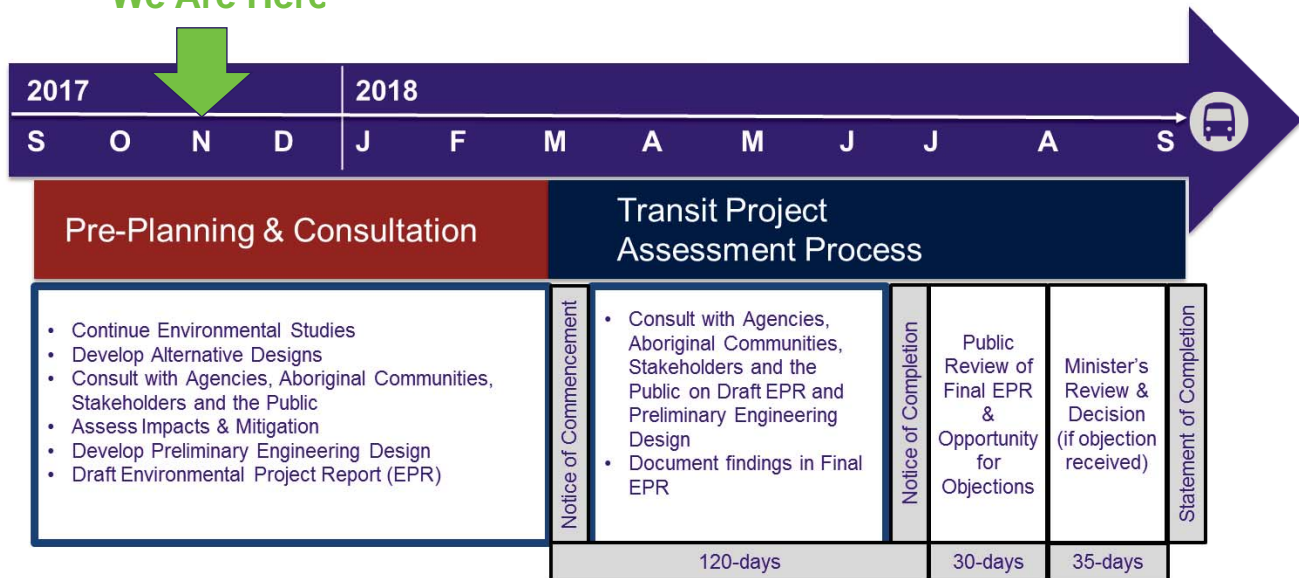 We Are Here
2017 2018
S O N D J F M A M J J A S
Pre-Planning & Consultation
Transit Project
Assessment Process
• Continue Environmental Studies
• Develop Alternative Designs
• Consult with Agencies, Aboriginal Communities,
Stakeholders and the Public
• Assess Impacts & Mitigation
• Develop Preliminary Engineering Design
• Draft Environmental Project Report (EPR)
Notice of Commencement
• Consult with Agencies,
Aboriginal Communities,
Stakeholders and the
Public on Draft EPR and
Preliminary Engineering
Design
• Document findings in Final
EPR
Notice of Completion
Public
Review of
Final EPR
&
Opportunity
for
Objections
Minister's
Review &
Decision
(if objection
received)
Statement of Completion
120-days
30-days
35-days